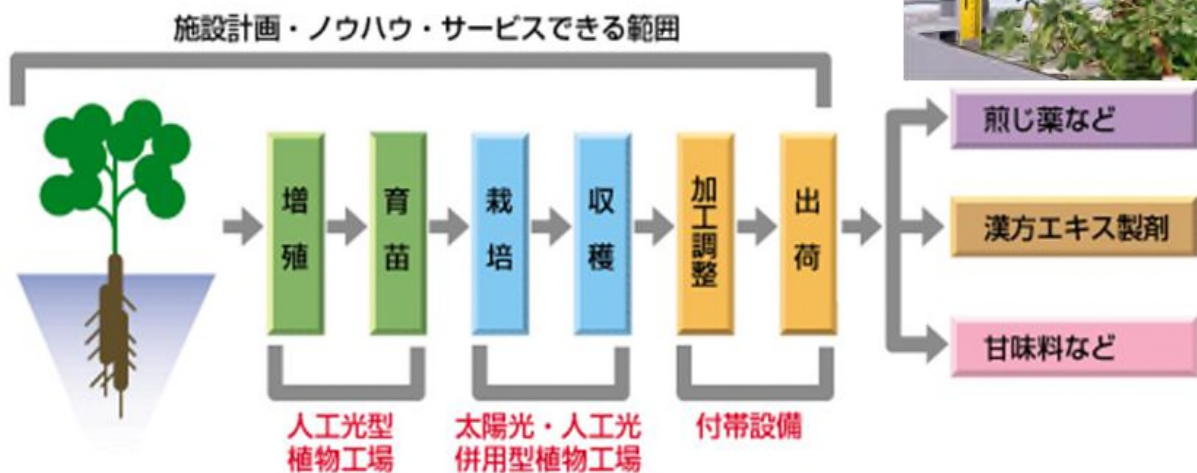 施設計画・ノウハウ・サービスできる範囲
増殖
育苗
栽培
収穫
加工調整
出荷
煎じ薬など
漢方エキス製剤
甘味料など
人工光型
植物工場
太陽光・人工光
併用型植物工場
付帯設備